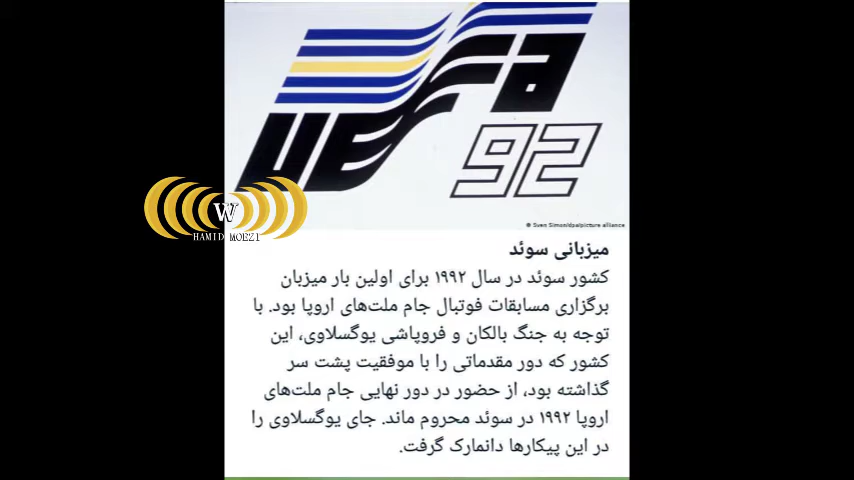 UEFA
92
W
HAMID MOEZI
© Sven Simon/dpa/picture alliance
میزبانی سوئد
کشور سوئد در سال ۱۹۹۲ برای اولین بار میزبان
برگزاری مسابقات فوتبال جام ملت‌های اروپا بود. با
توجه به جنگ بالکان و فروپاشی یوگسلاوی، این
کشور که دور مقدماتی را با موفقیت پشت سر
گذاشته بود، از حضور در دور نهایی جام ملت‌های
اروپا ۱۹۹۲ در سوئد محروم ماند. جای یوگسلاوی را
در این پیکارها دانمارک گرفت.